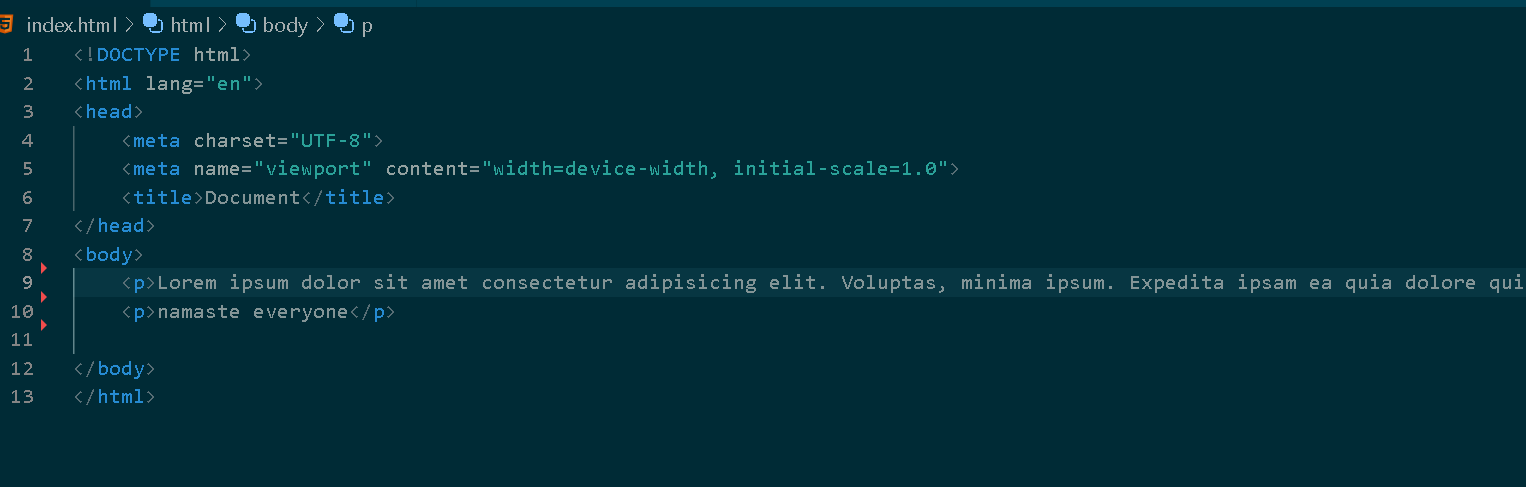 index.html > html > body > p
1 <!DOCTYPE html>
2 <html lang="en">
3 <head>
4     <meta charset="UTF-8">
5     <meta name="viewport" content="width=device-width, initial-scale=1.0">
6     <title>Document</title>
7 </head>
8 <body>
9     <p>Lorem ipsum dolor sit amet consectetur adipisicing elit. Voluptas, minima ipsum. Expedita ipsam ea quia dolore qui
10     <p>namaste everyone</p>
11
12 </body>
13 </html>